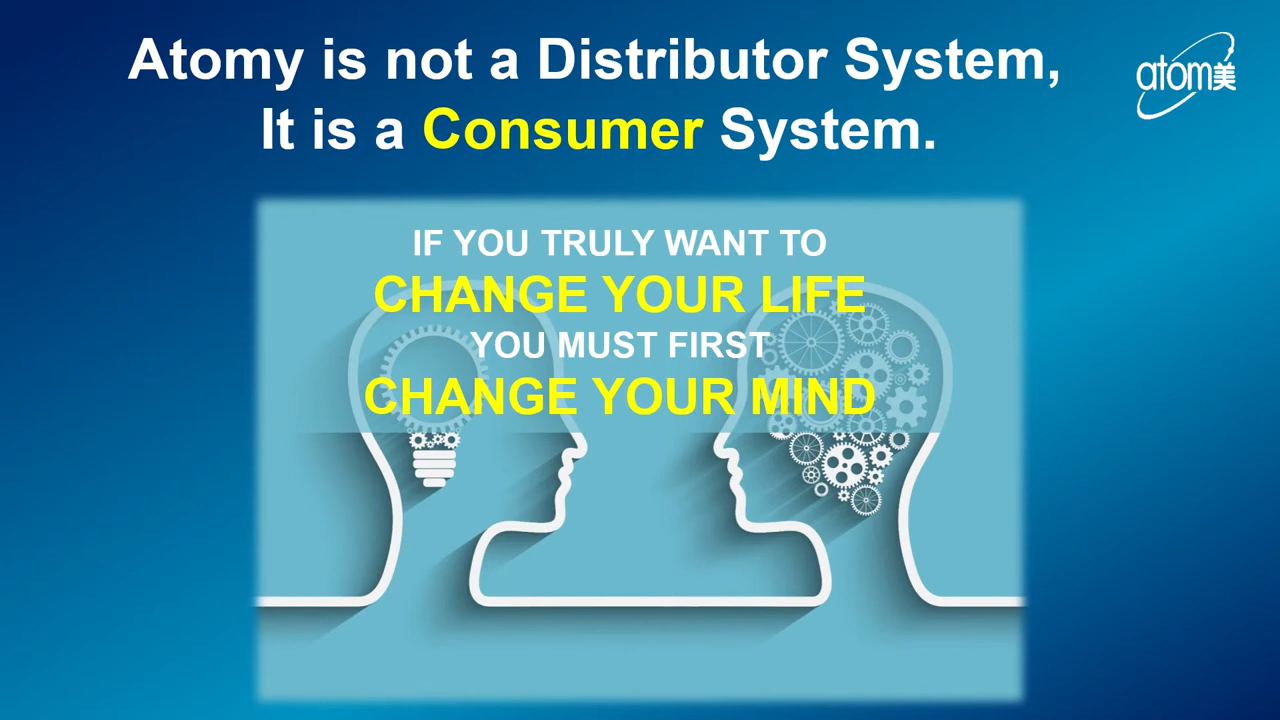 Atomy is not a Distributor System,
It is a Consumer System.
atom美
IF YOU TRULY WANT TO
CHANGE YOUR LIFE
YOU MUST FIRST
CHANGE YOUR MIND